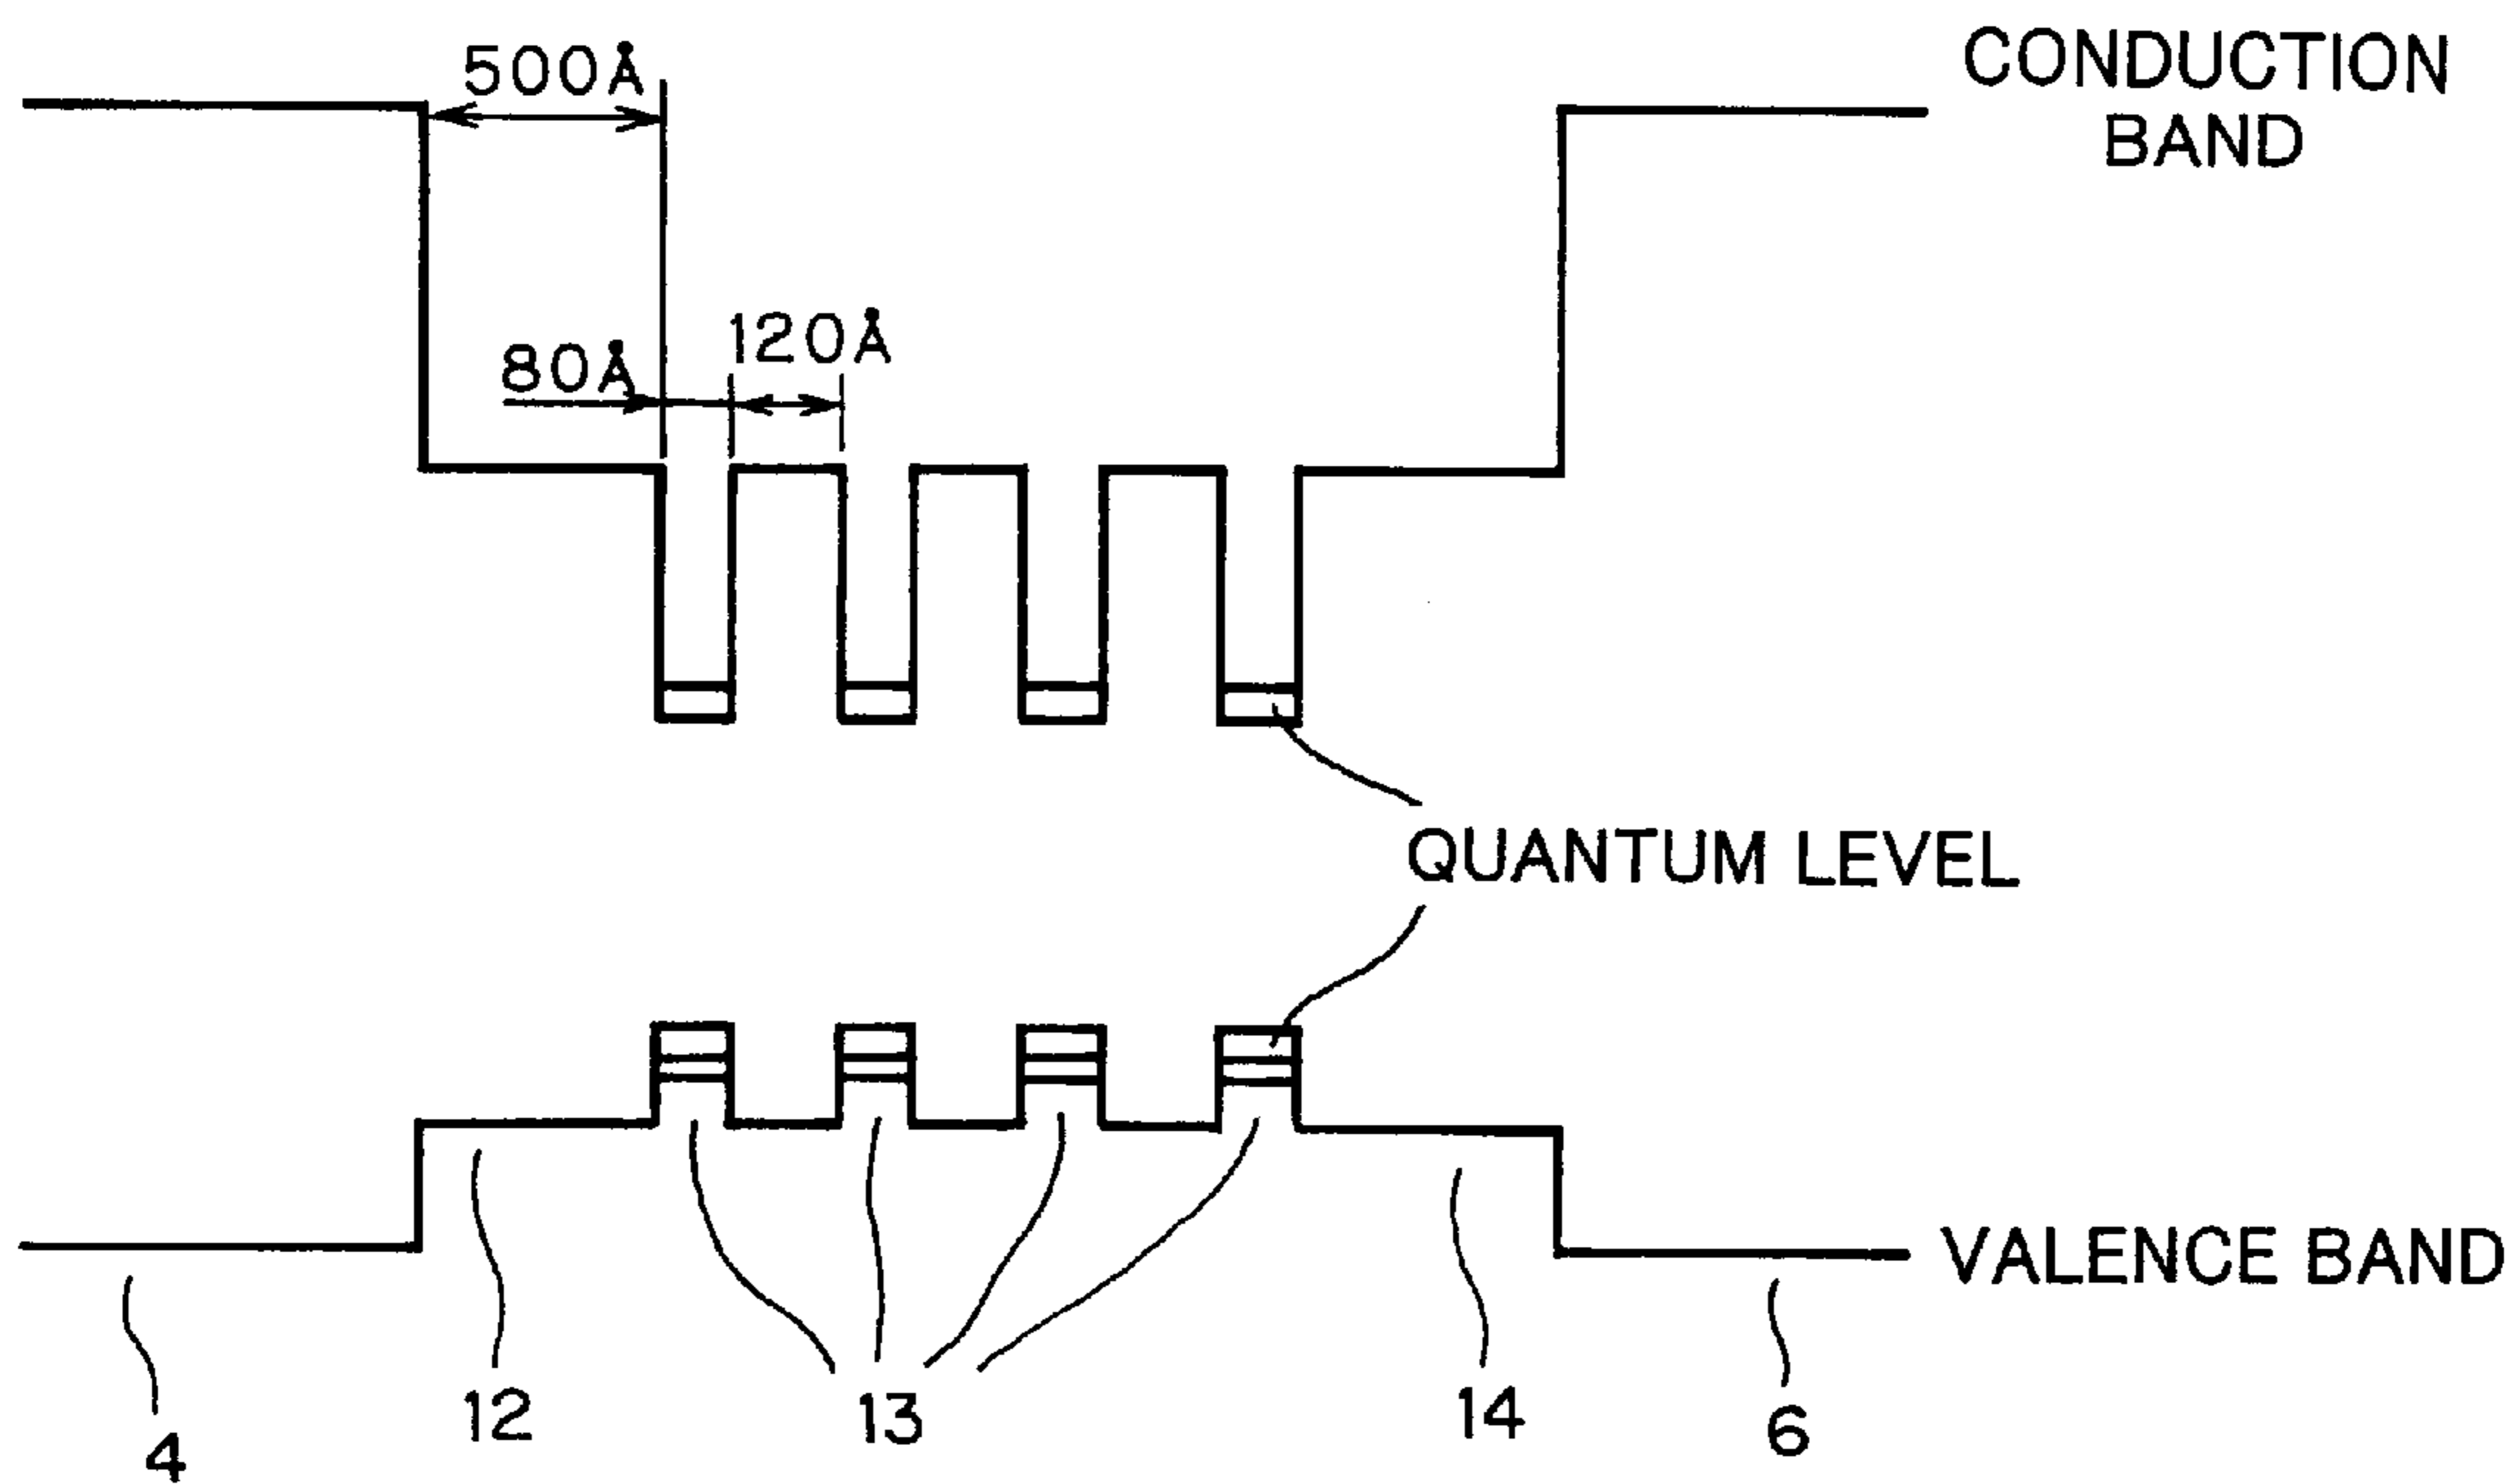 500Å
CONDUCTION
BAND
120Å
80Å
QUANTUM LEVEL
VALENCE BAND
12
13
14
6
4